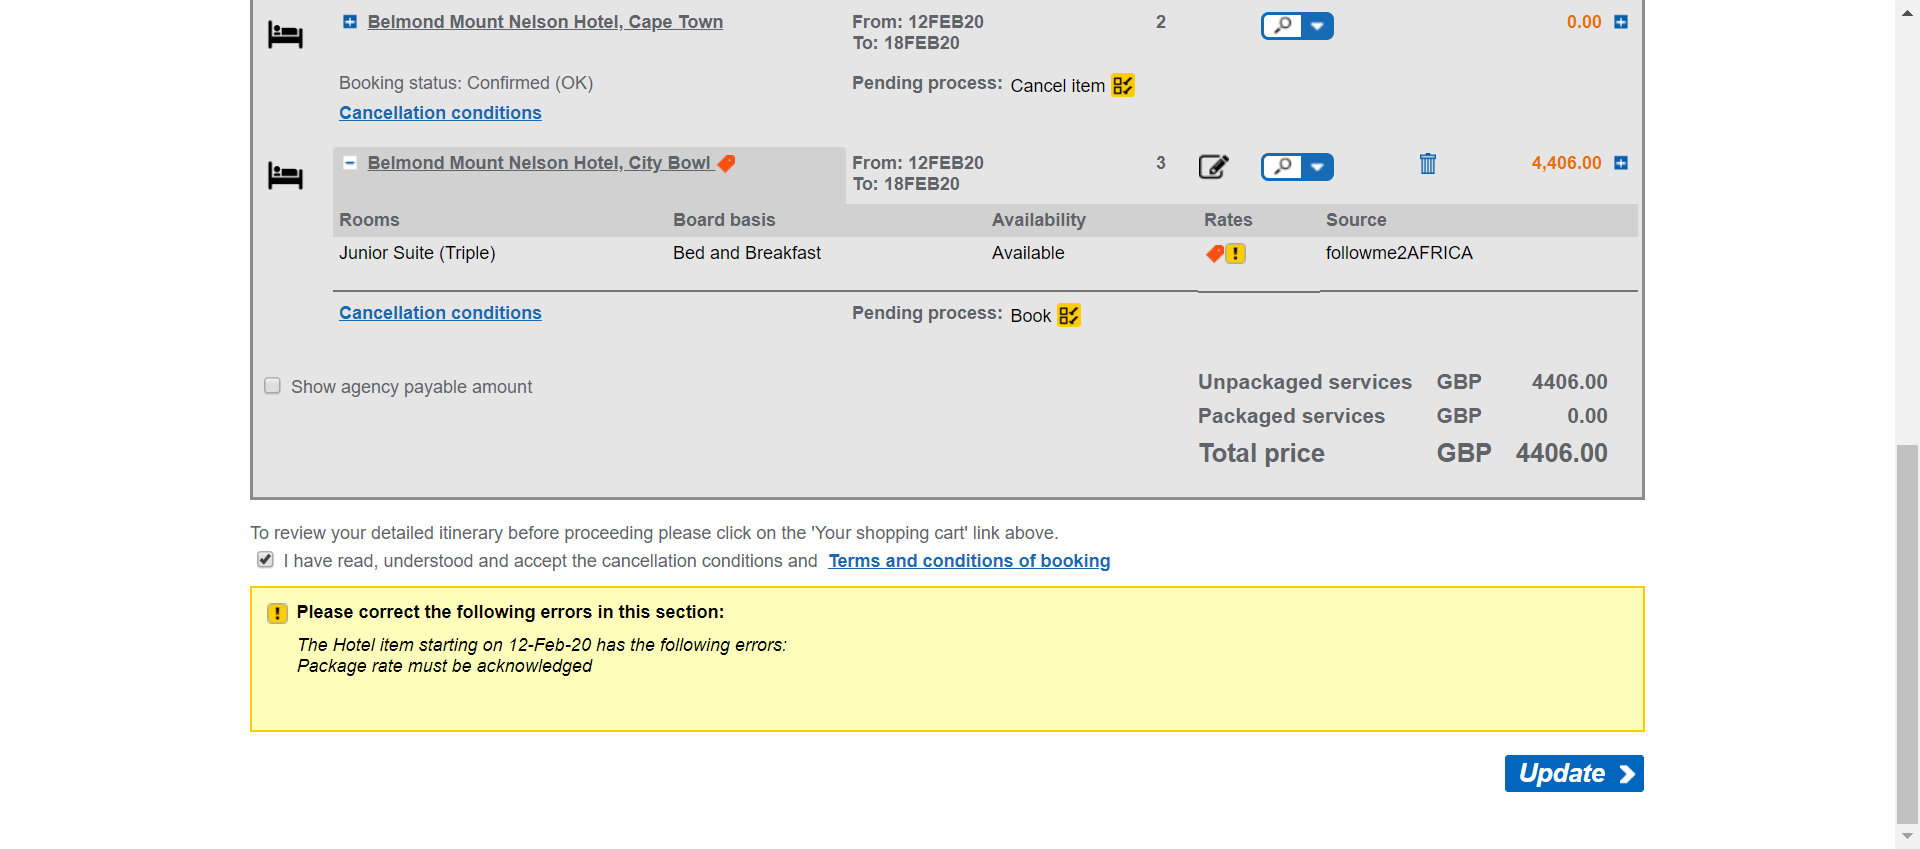 Belmond Mount Nelson Hotel, Cape Town From: 12FEB20 2 0.00
To: 18FEB20
Booking status: Confirmed (OK) Pending process: Cancel item
Cancellation conditions
Belmond Mount Nelson Hotel, City Bowl From: 12FEB20 3 4,406.00
To: 18FEB20
Rooms Board basis Availability Rates Source
Junior Suite (Triple) Bed and Breakfast Available followme2AFRICA
Cancellation conditions Pending process: Book
Show agency payable amount
Unpackaged services GBP 4406.00
Packaged services GBP 0.00
Total price GBP 4406.00
To review your detailed itinerary before proceeding please click on the 'Your shopping cart' link above.
I have read, understood and accept the cancellation conditions and Terms and conditions of booking
Please correct the following errors in this section:
The Hotel item starting on 12-Feb-20 has the following errors:
Package rate must be acknowledged
Update